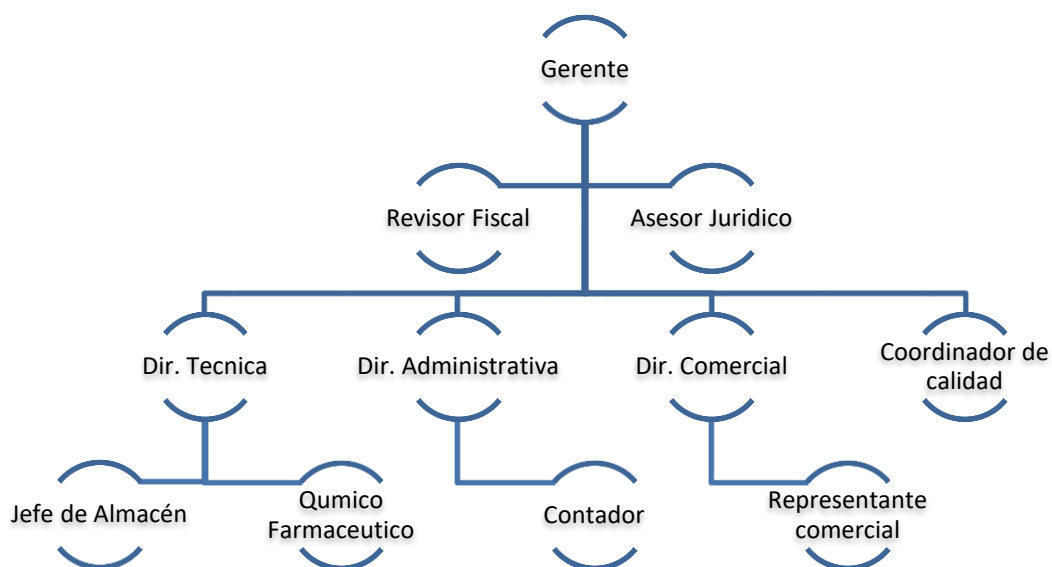 Gerente
Revisor Fiscal
Asesor Juridico
Dir. Tecnica
Dir. Administrativa
Dir. Comercial
Coordinador de
calidad
Jefe de Almacén
Qumico
Farmaceutico
Contador
Representante
comercial